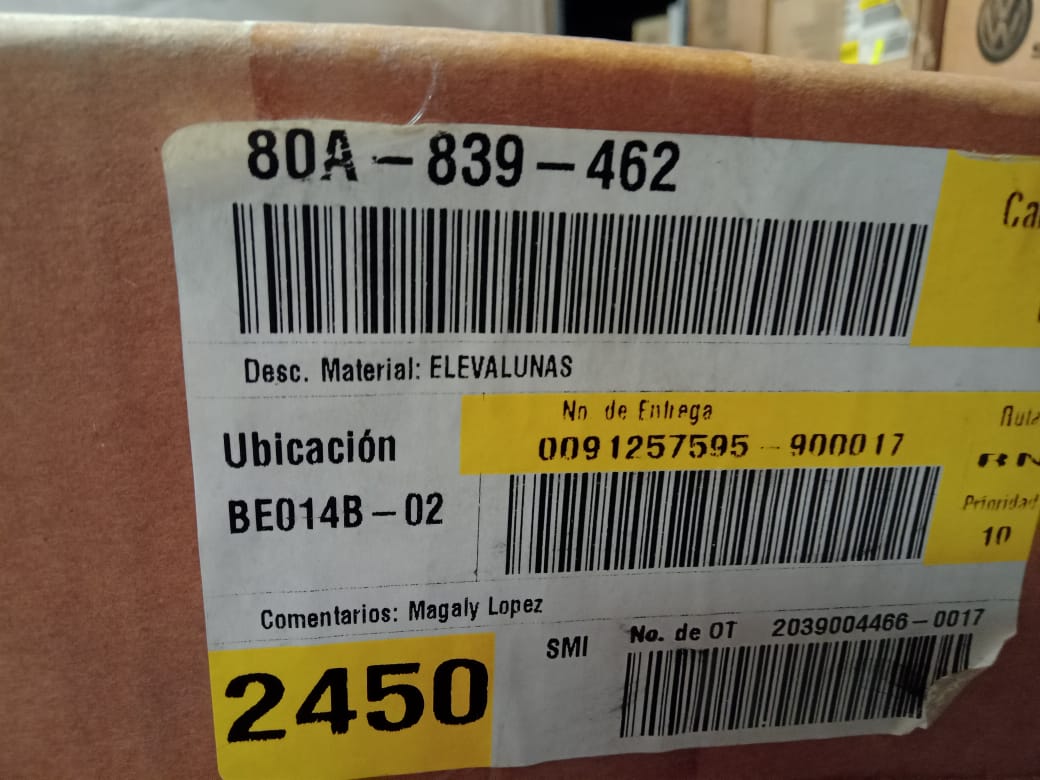 80A-839-462
Desc. Material: ELEVALUNAS
No de Entrega
0091257595-900017
Ubicación
BE014B-02
Prioridad
10
Comentarios: Magaly Lopez
SMI
No. de OT 2039004466-0017
2450